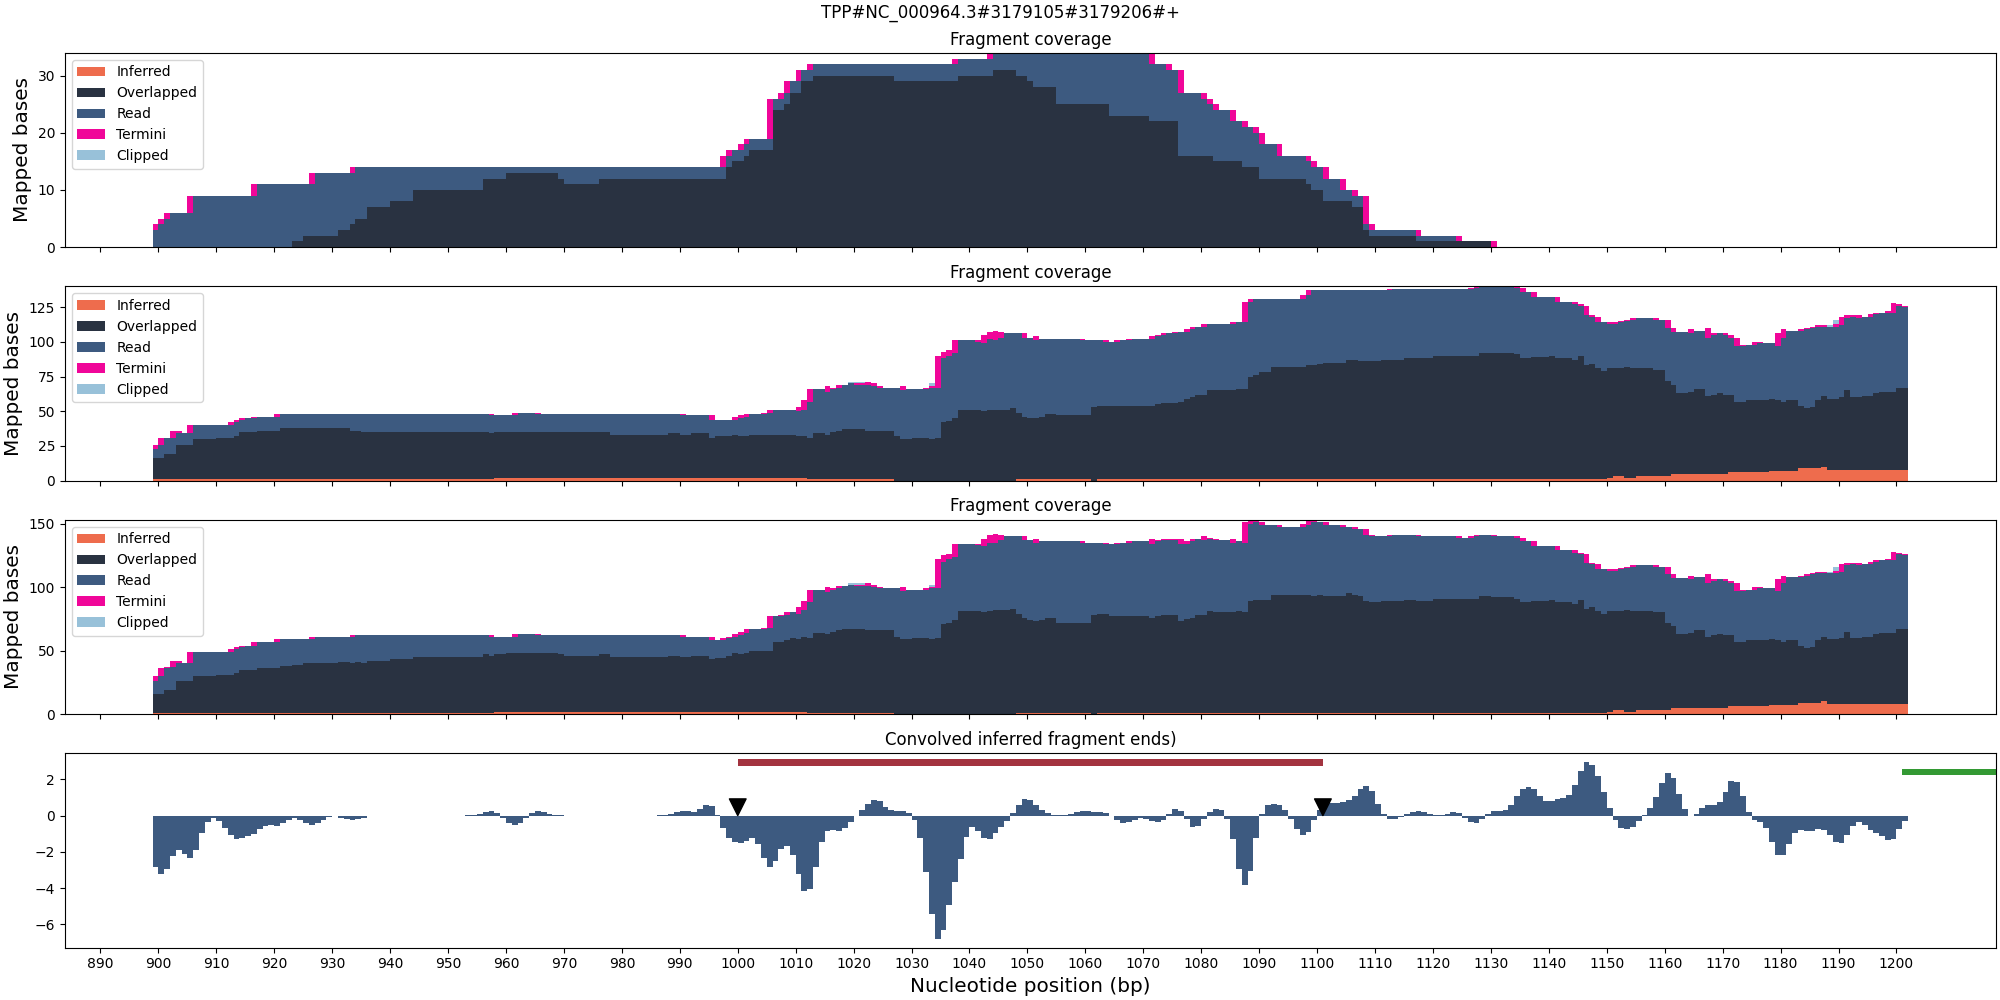 TPP#NC_000964.3#3179105#3179206#+
Fragment coverage
Mapped bases
30
20
10
0
Inferred
Overlapped
Read
Termini
Clipped
Fragment coverage
Mapped bases
125
100
75
50
25
0
Inferred
Overlapped
Read
Termini
Clipped
Fragment coverage
Mapped bases
150
100
50
0
Inferred
Overlapped
Read
Termini
Clipped
Convolved inferred fragment ends)
2
0
−2
−4
−6
890 900 910 920 930 940 950 960 970 980 990 1000 1010 1020 1030 1040 1050 1060 1070 1080 1090 1100 1110 1120 1130 1140 1150 1160 1170 1180 1190 1200
Nucleotide position (bp)